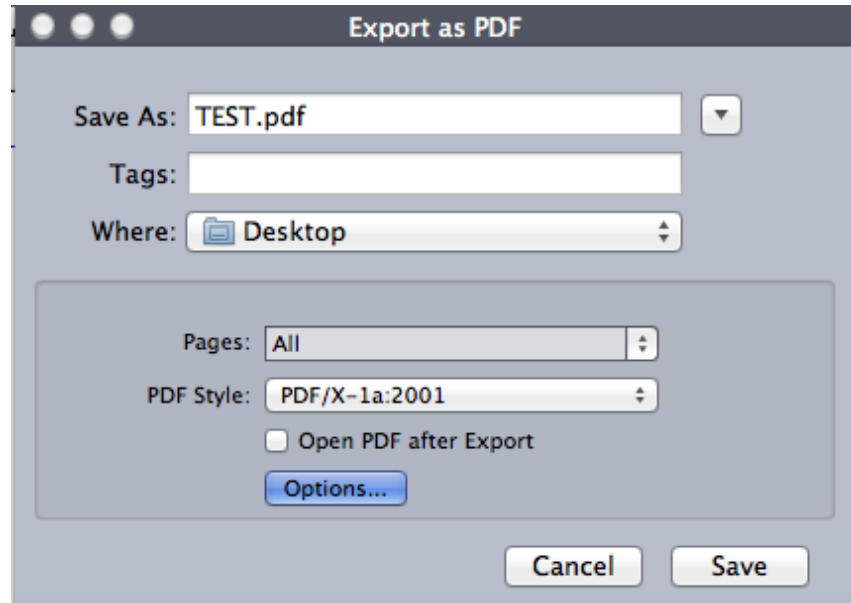 Export as PDF
Save As: TEST.pdf
Tags:
Where: Desktop
Pages: All
PDF Style: PDF/X-1a:2001
Open PDF after Export
Options...
Cancel Save